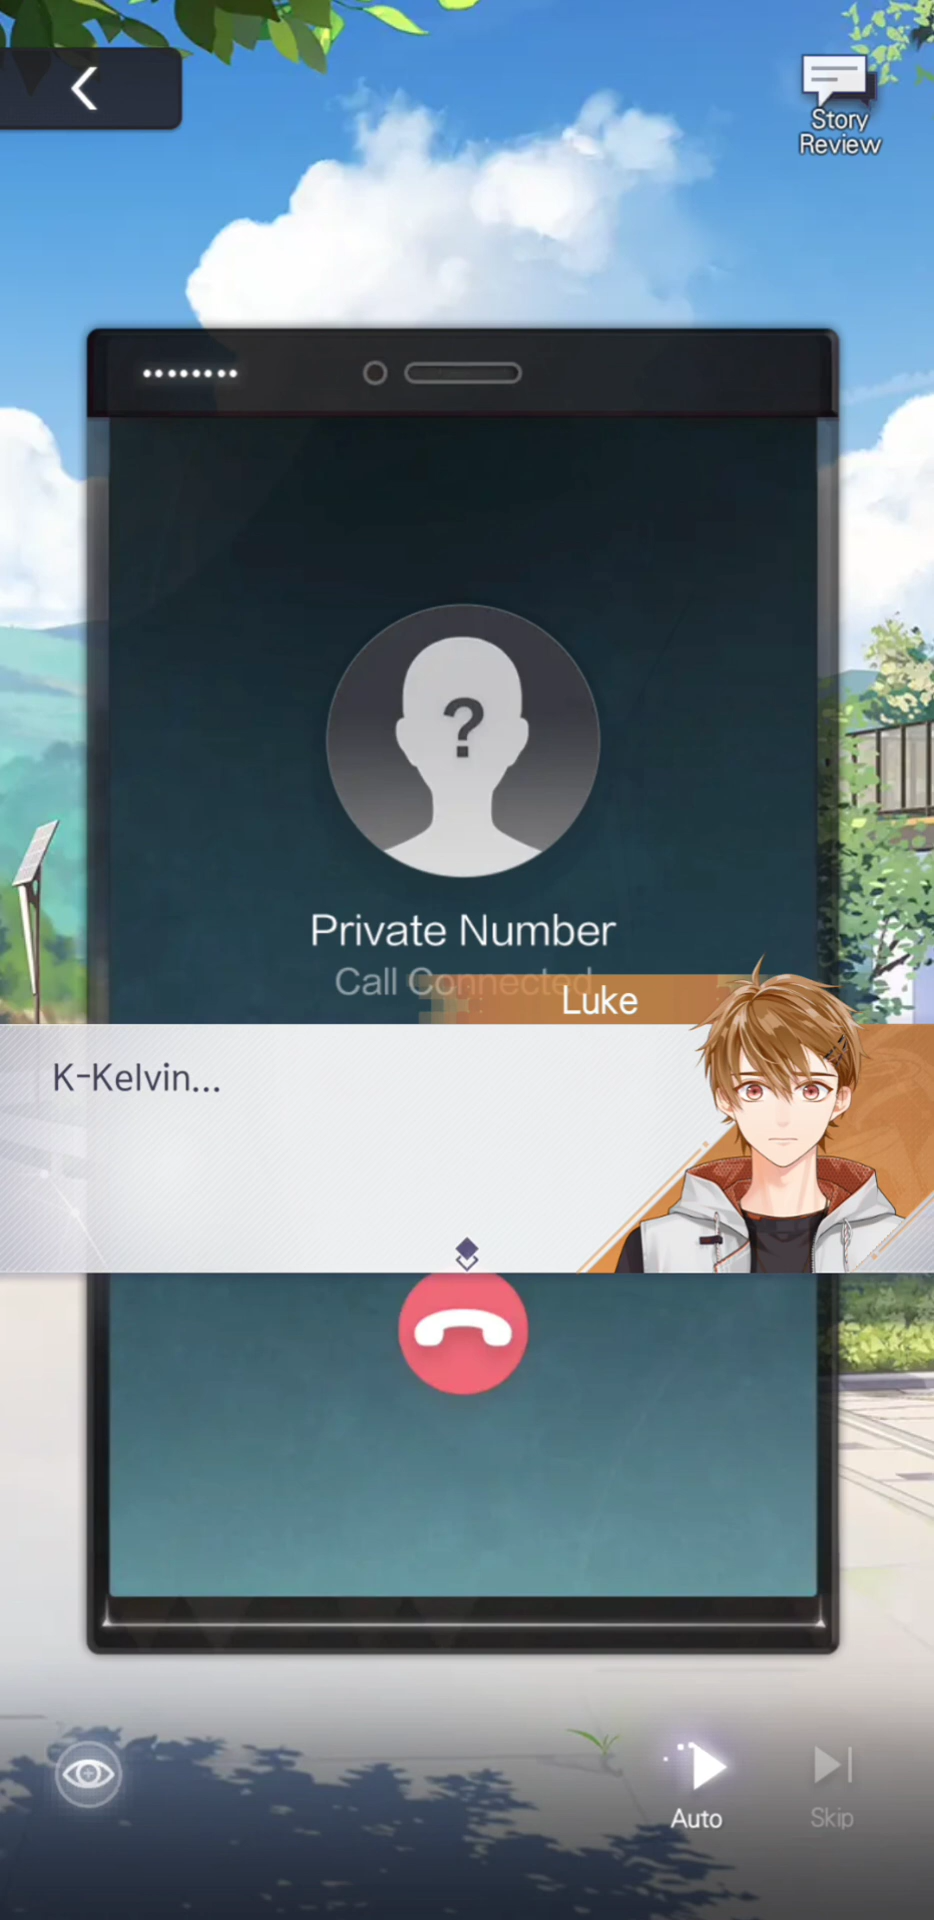 Story
Review
Private Number
Call Connected
Luke
K-Kelvin...
Auto
Skip